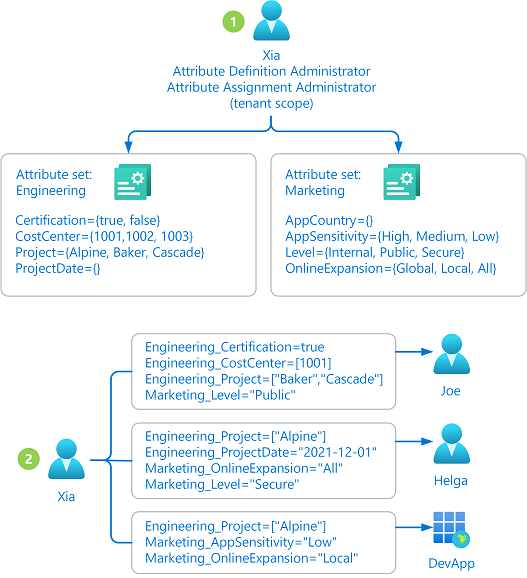 1
Xia
Attribute Definition Administrator
Attribute Assignment Administrator
(tenant scope)
Attribute set:
Engineering
Certification={true, false}
CostCenter={1001,1002, 1003}
Project={Alpine, Baker, Cascade}
ProjectDate={}
Attribute set:
Marketing
AppCountry={}
AppSensitivity={High, Medium, Low}
Level={Internal, Public, Secure}
OnlineExpansion={Global, Local, All}
2
Xia
Engineering_Certification=true
Engineering_CostCenter=[1001]
Engineering_Project=["Baker","Cascade"]
Marketing_Level="Public"
Joe
Engineering_Project=["Alpine"]
Engineering_ProjectDate="2021-12-01"
Marketing_OnlineExpansion="All"
Marketing_Level="Secure"
Helga
Engineering_Project=["Alpine"]
Marketing_AppSensitivity="Low"
Marketing_OnlineExpansion="Local"
DevApp